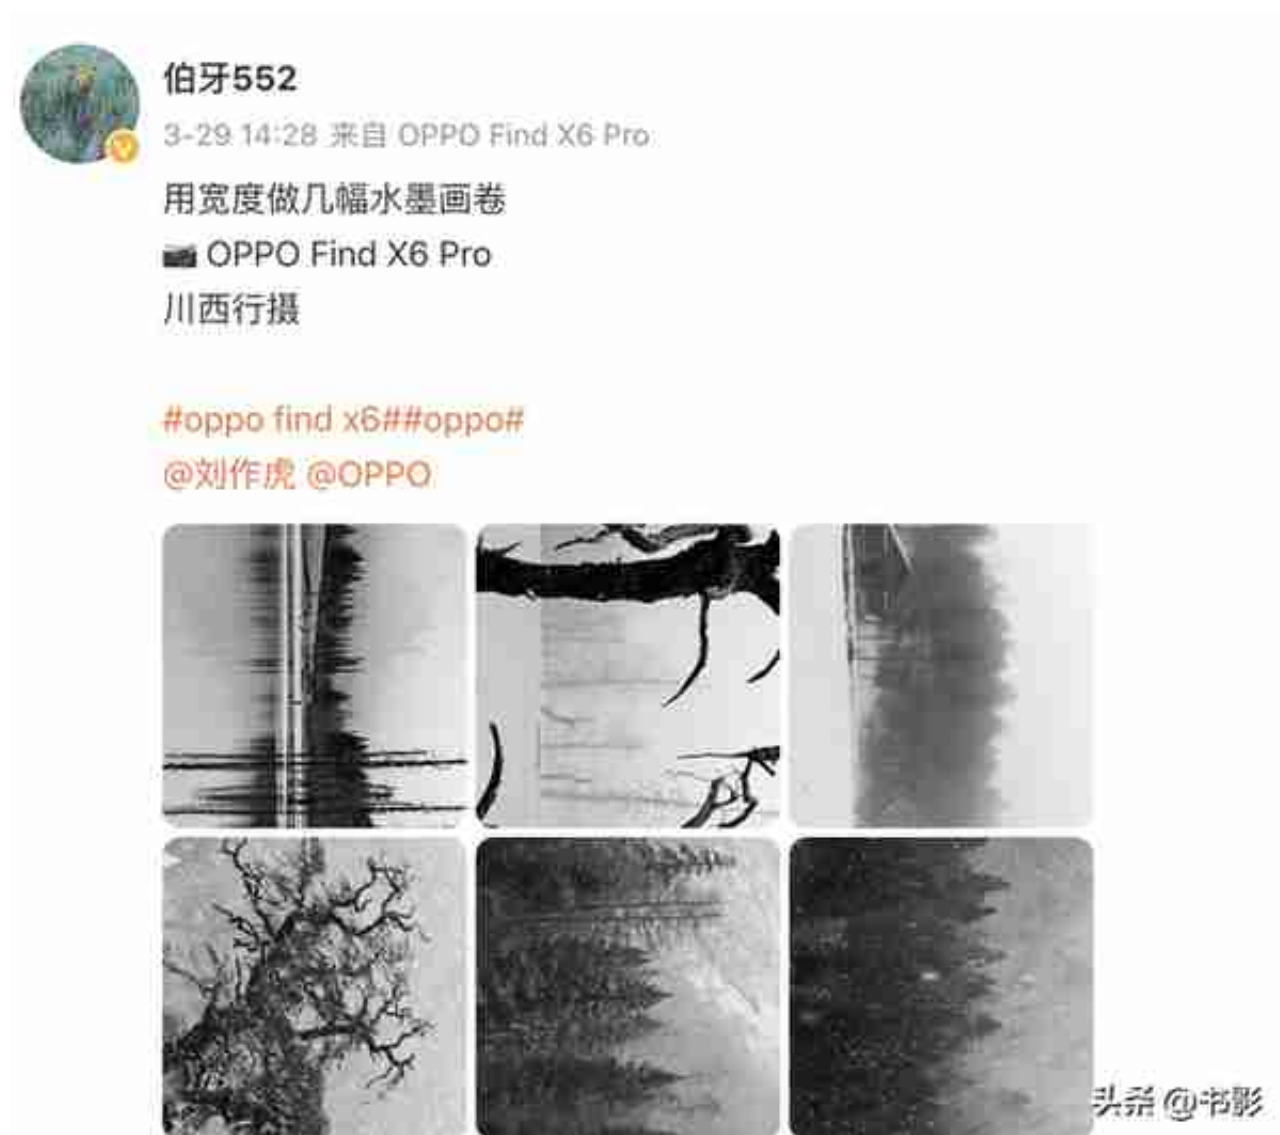 伯牙552
3-29 14:28 来自 OPPO Find X6 Pro
用宽度做几幅水墨画卷
OPPO Find X6 Pro
川西行摄
#oppo find x6##oppo#
@刘作虎 @OPPO
头条 @书影